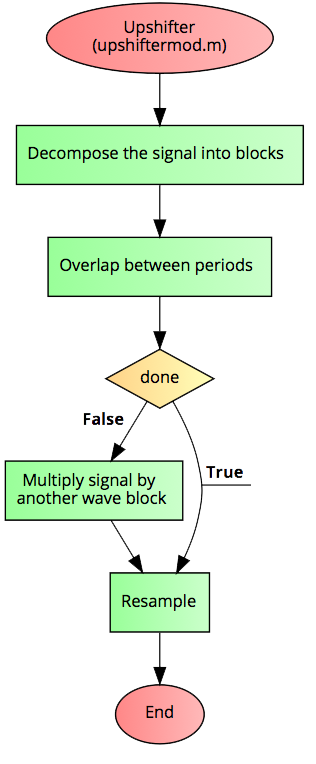 Upshifter
(upshiftermod.m)
Decompose the signal into blocks
Overlap between periods
done
False
True
Multiply signal by
another wave block
Resample
End